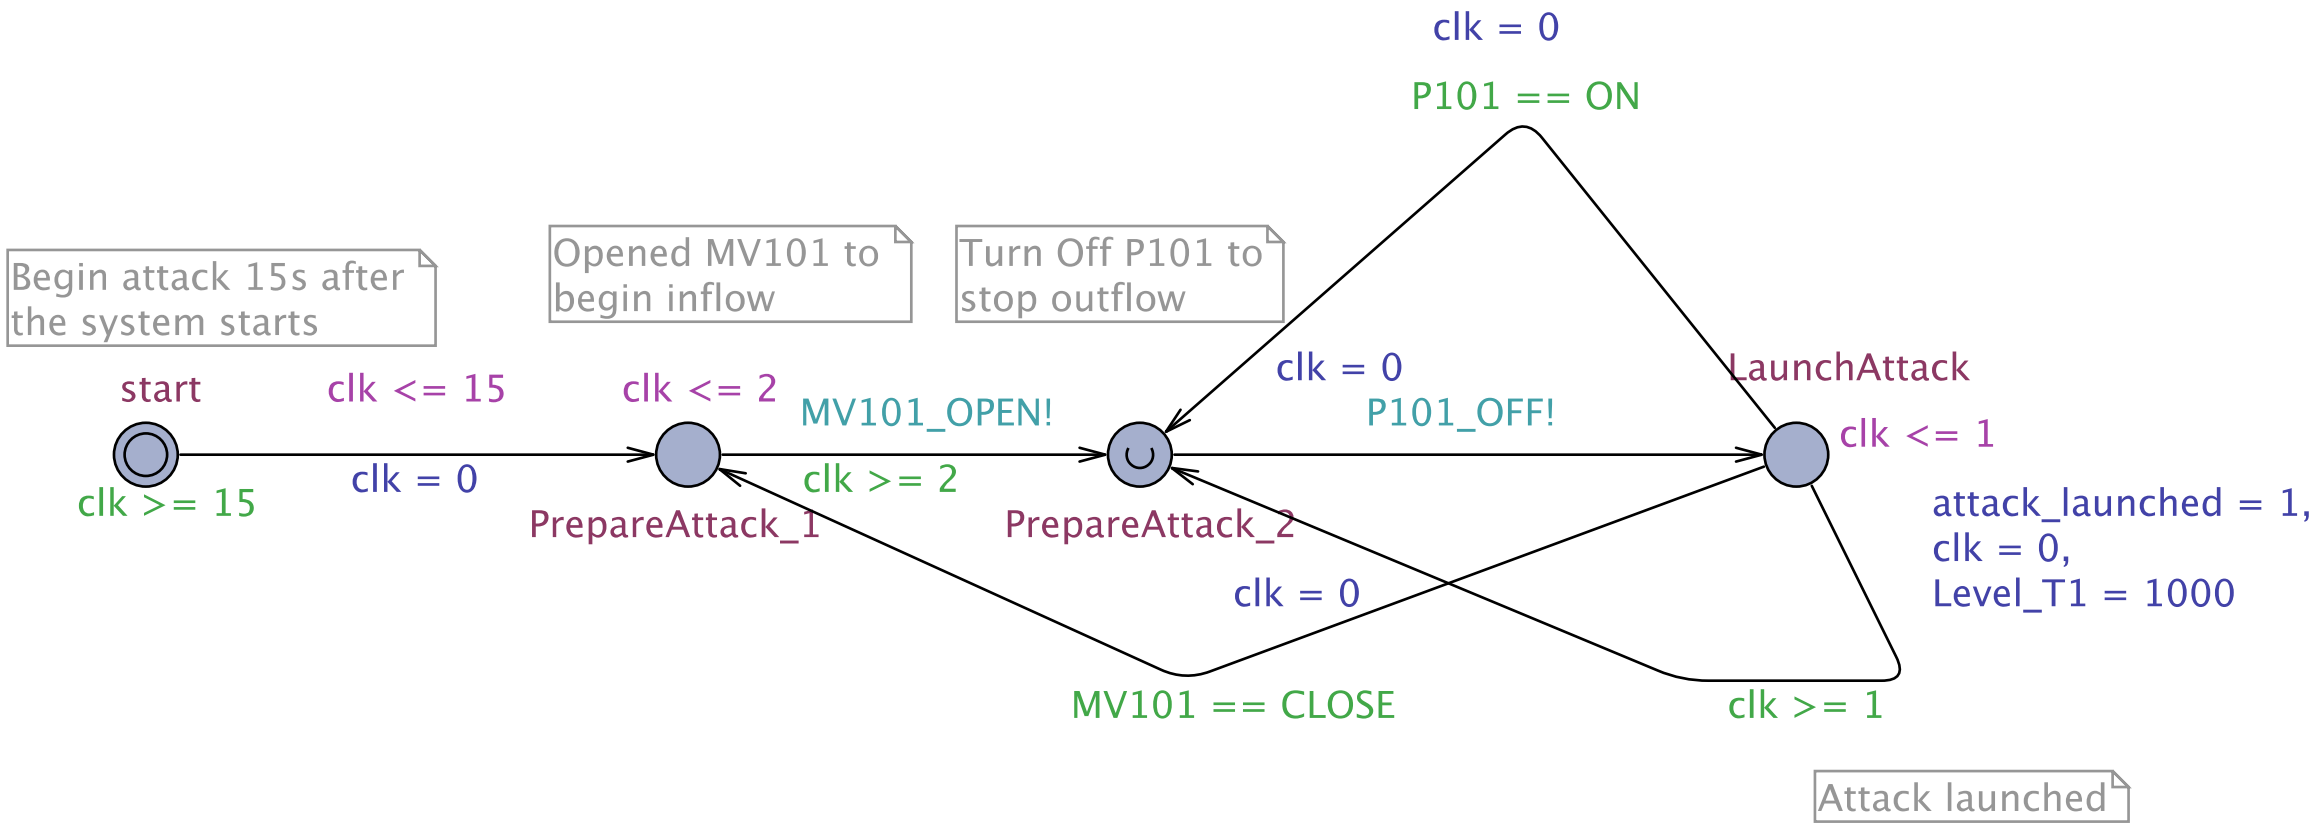 clk = 0
P101 == ON
Begin attack 15s after
the system starts
Opened MV101 to
begin inflow
Turn Off P101 to
stop outflow
start
clk <= 15
clk <= 2
MV101_OPEN!
clk = 0
P101_OFF!
LaunchAttack
clk <= 1
clk >= 15
clk = 0
clk >= 2
PrepareAttack_1
PrepareAttack_2
attack_launched = 1,
clk = 0,
Level_T1 = 1000
clk = 0
MV101 == CLOSE
clk >= 1
Attack launched